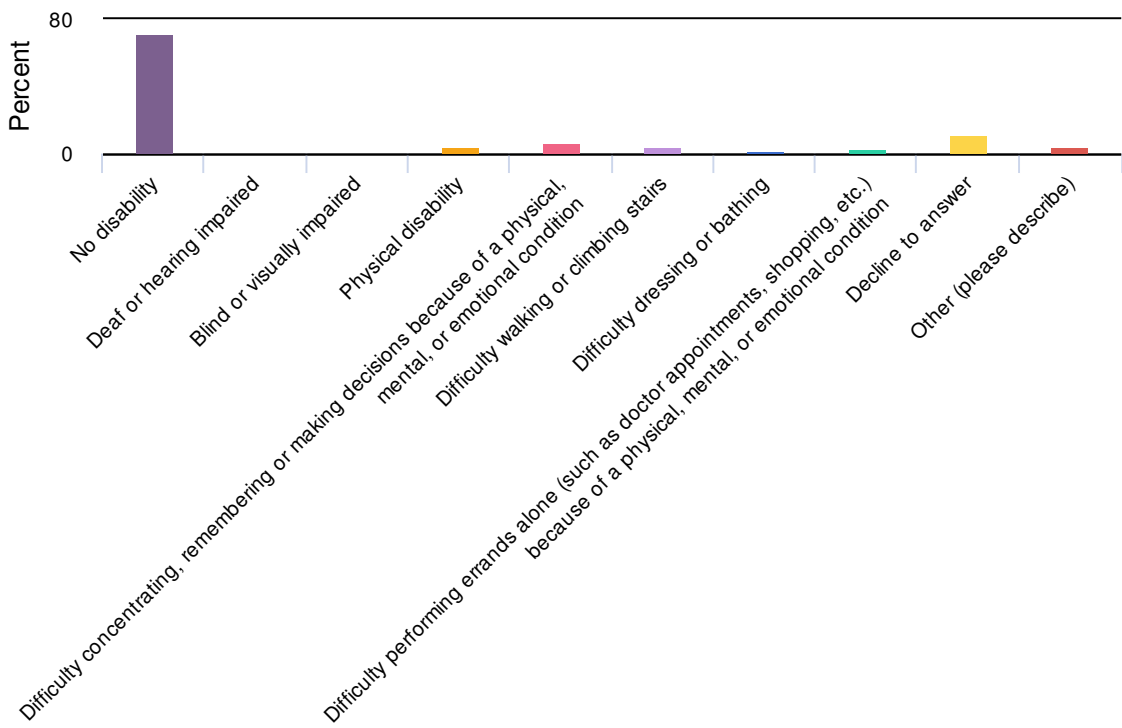 80
Percent
0
No disability
Deaf or hearing impaired
Blind or visually impaired
Physical disability
Difficulty concentrating, remembering or making decisions because of a physical,
mental, or emotional condition
Difficulty walking or climbing stairs
Difficulty dressing or bathing
Difficulty performing errands alone (such as doctor appointments, shopping, etc.)
because of a physical, mental, or emotional condition
Decline to answer
Other (please describe)